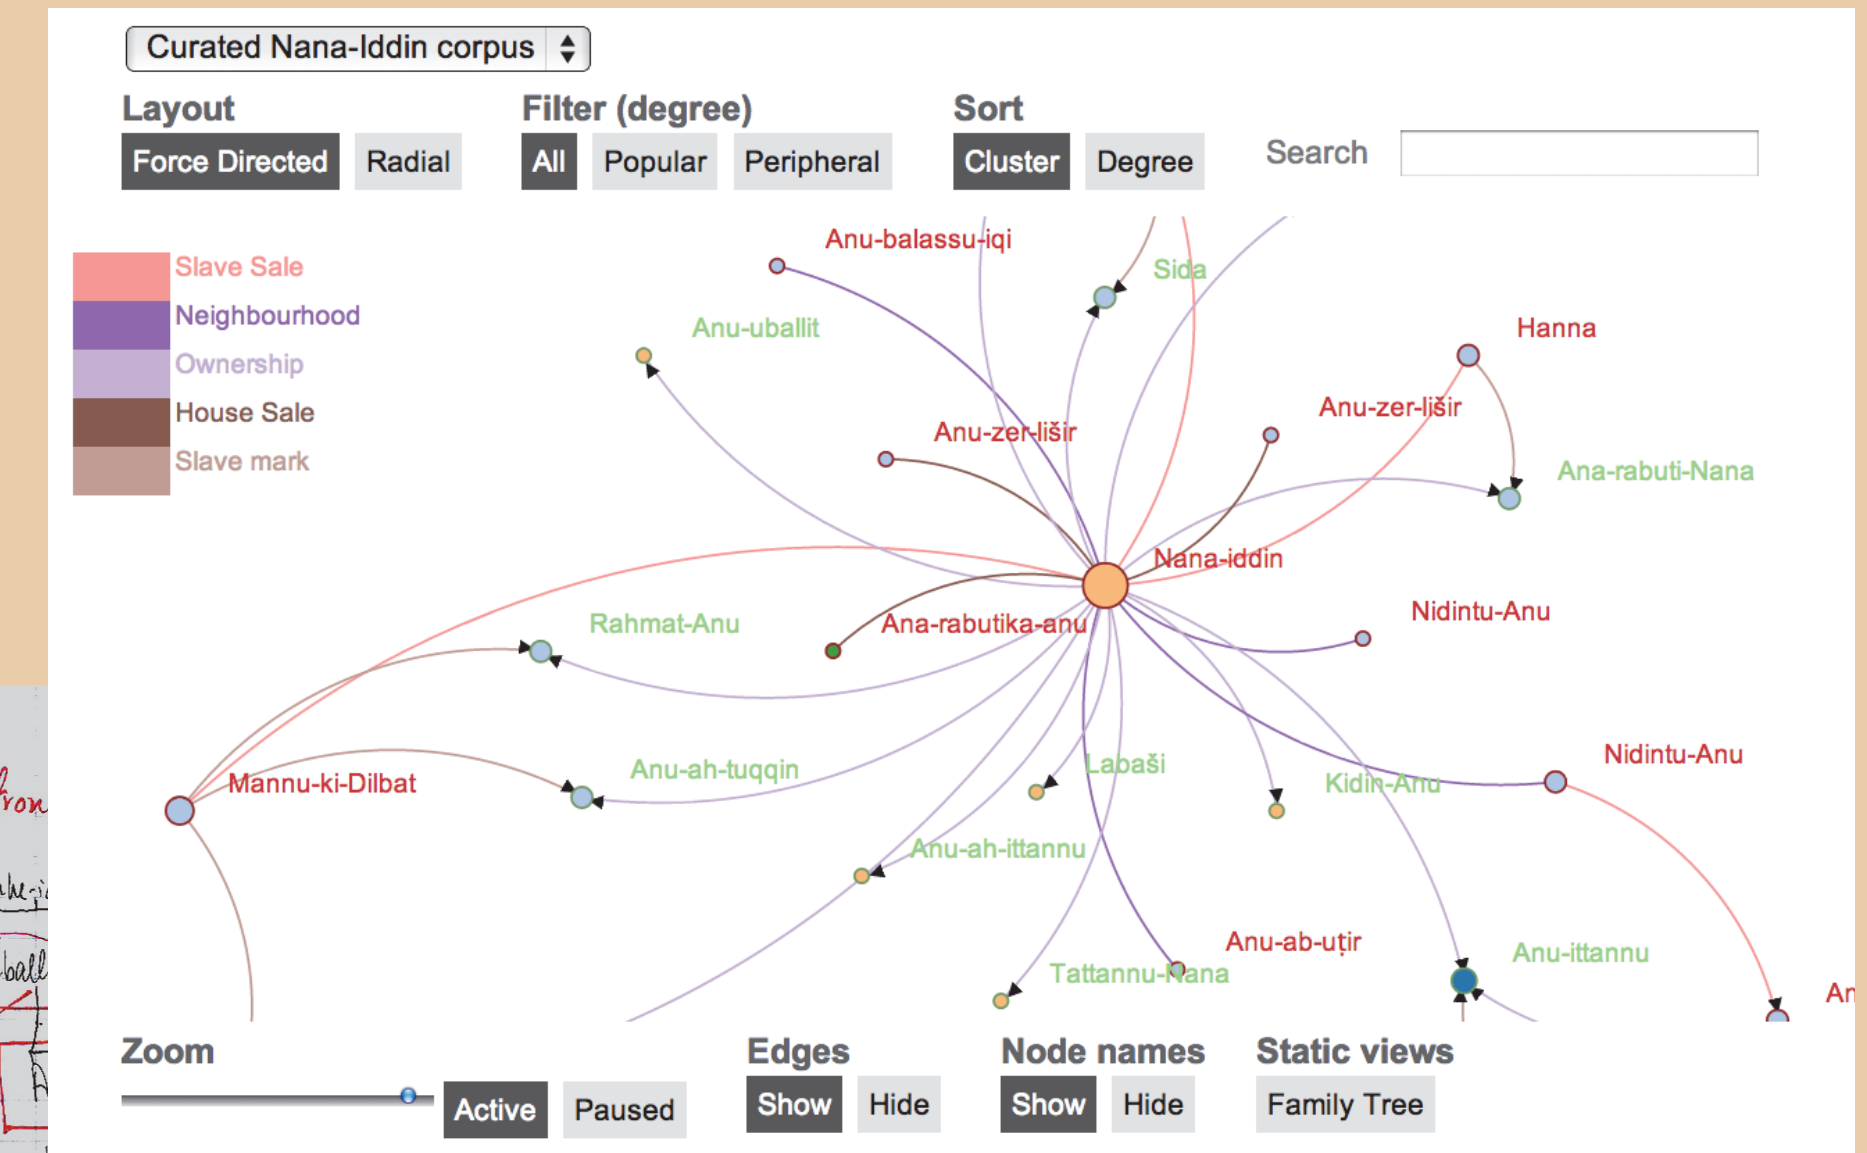 Curated Nana-Iddin corpus
Layout
Filter (degree)
Sort
Force Directed
Radial
All
Popular
Peripheral
Cluster
Degree
Search
Slave Sale
Neighbourhood
Ownership
House Sale
Slave mark
Anu-balassu-iqi
Sida
Anu-uballit
Hanna
Anu-zer-lišir
Anu-zer-lišir
Ana-rabuti-Nana
Nana-iddin
Rahmat-Anu
Ana-rabutika-anu
Nidintu-Anu
Mannu-ki-Dilbat
Anu-ah-tuqqin
Labaši
Kidin-Anu
Nidintu-Anu
Anu-ah-ittannu
Anu-ab-uṭir
Tattannu-Nana
Anu-ittannu
An
Zoom
Active
Paused
Edges
Show
Hide
Node names
Show
Hide
Static views
Family Tree